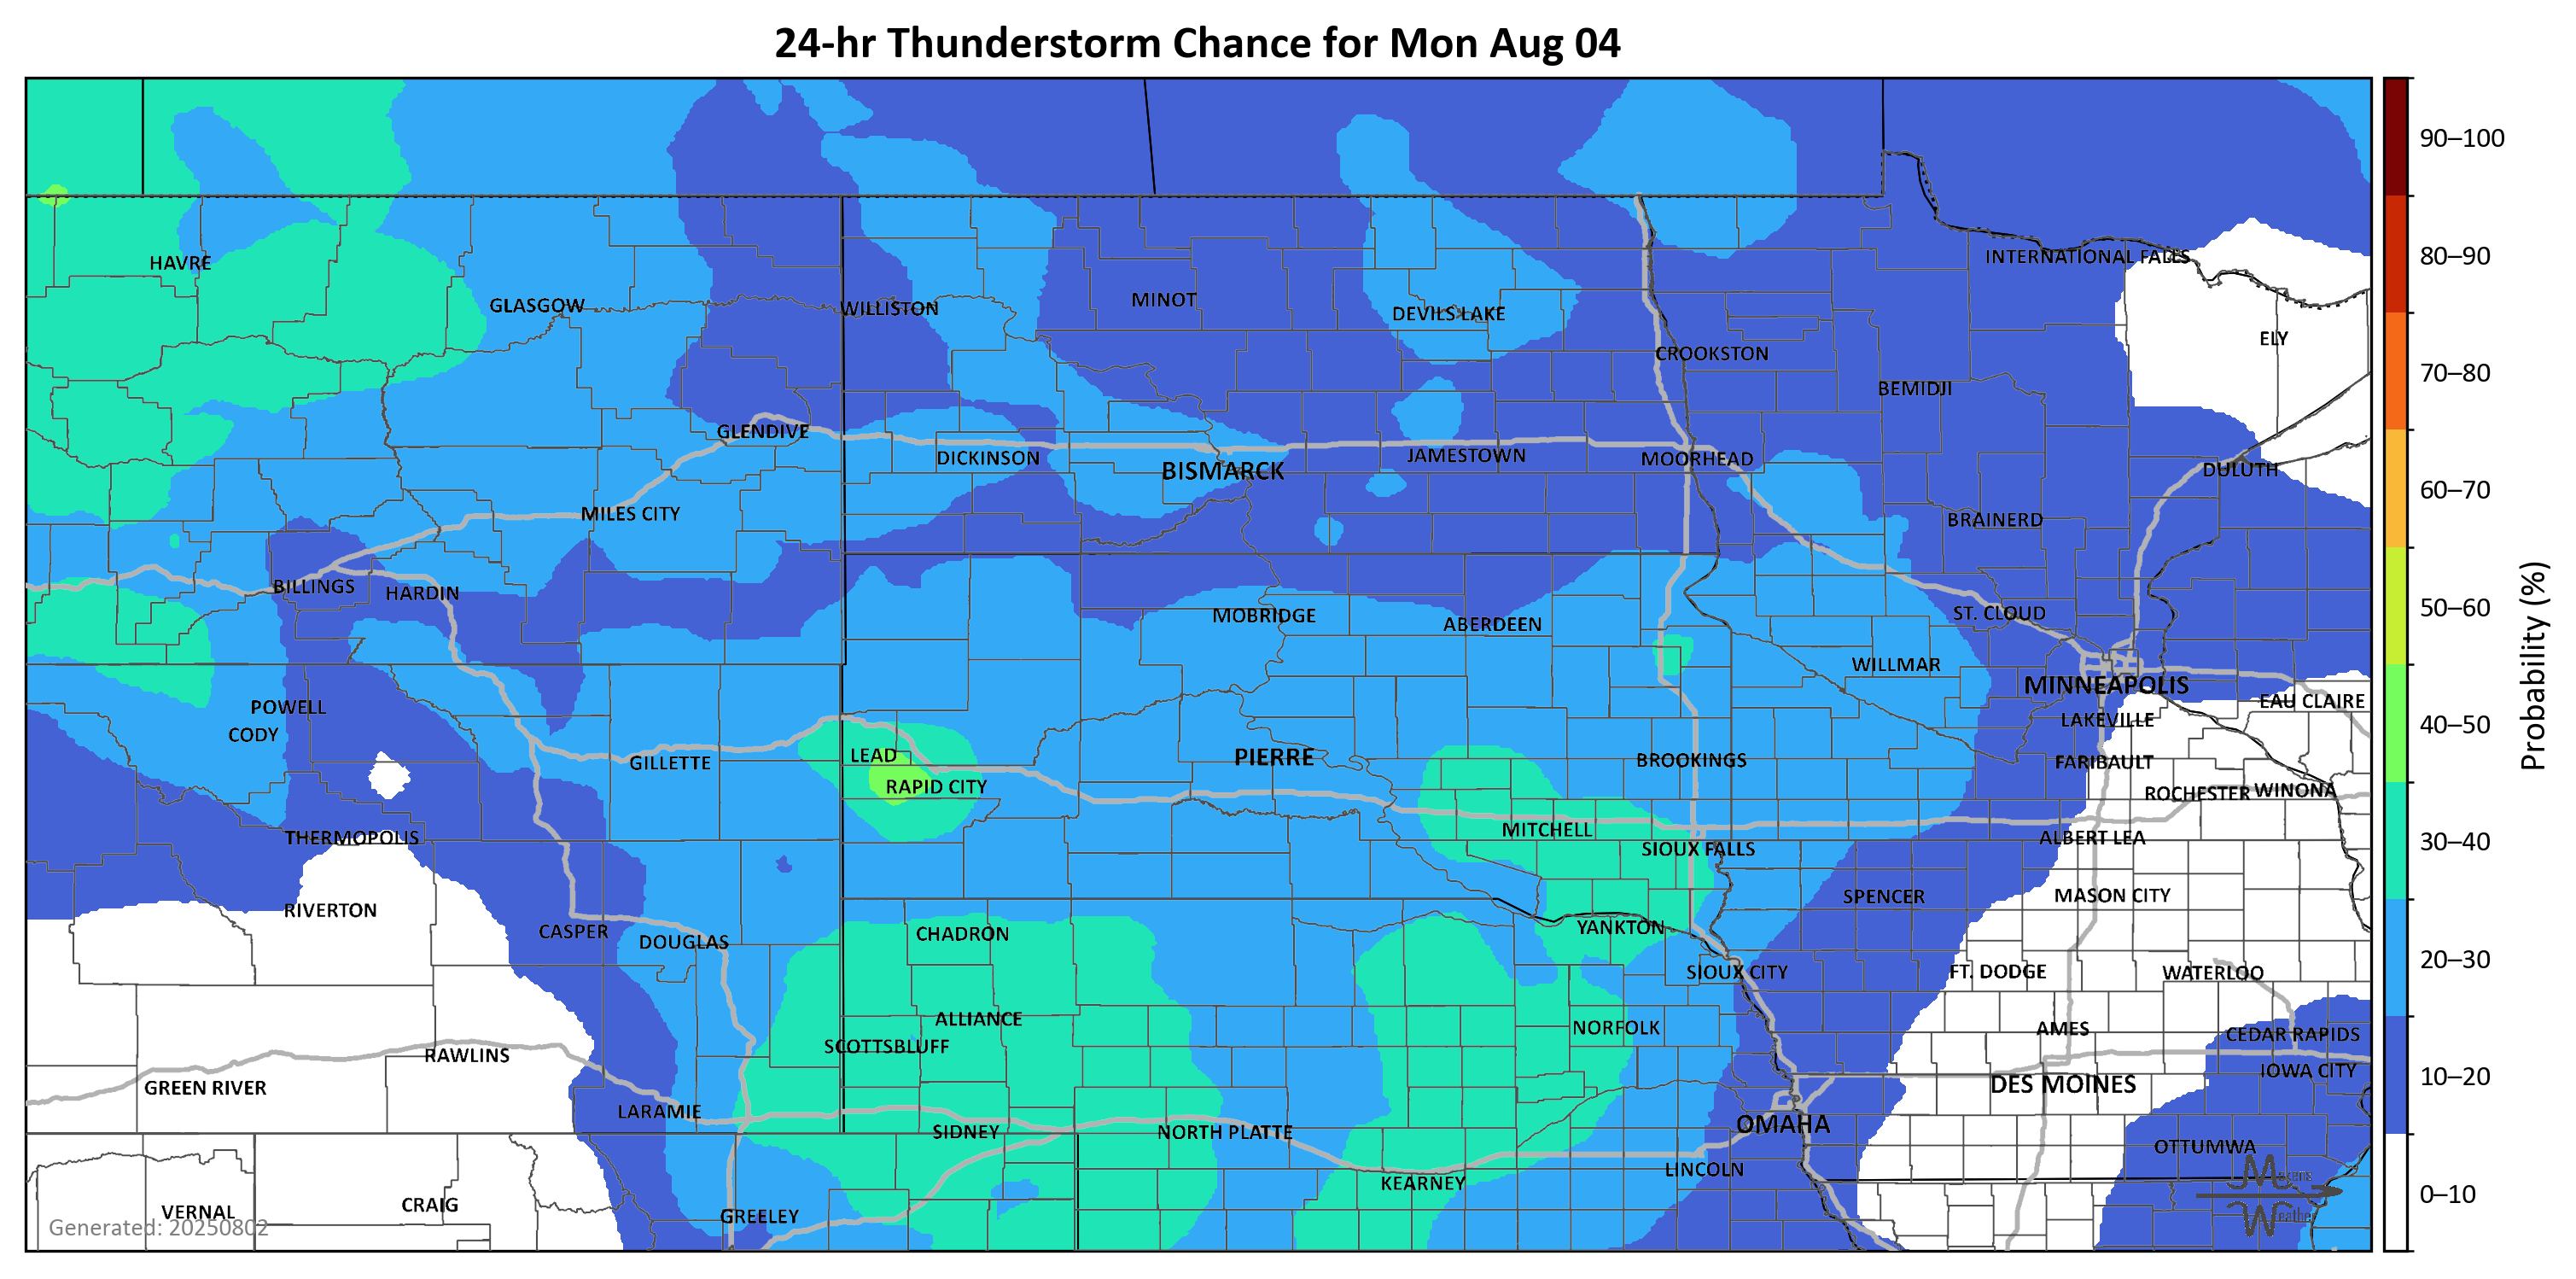 24-hr Thunderstorm Chance for Mon Aug 04
90–100
INTERNATIONAL FALLS
80–90
HAVRE
GLASGOW
WILLISTON
MINOT
DEVILS LAKE
ELY
CROOKSTON
70–80
BEMIDJI
GLENDIVE
DICKINSON
BISMARCK
JAMESTOWN
MOORHEAD
DULUTH
60–70
MILES CITY
BRAINERD
BILLINGS
HARDIN
MOBRIDGE
ABERDEEN
ST. CLOUD
50–60
WILLMAR
MINNEAPOLIS
Probability (%)
POWELL
EAU CLAIRE
CODY
LAKEVILLE
40–50
LEAD
PIERRE
GILLETTE
BROOKINGS
FARIBAULT
RAPID CITY
ROCHESTER
WINONA
THERMOPOLIS
MITCHELL
ALBERT LEA
30–40
SIOUX FALLS
RIVERTON
SPENCER
MASON CITY
CASPER
DOUGLAS
CHADRON
YANKTON
20–30
SIOUX CITY
FT. DODGE
WATERLOO
ALLIANCE
NORFOLK
AMES
CEDAR RAPIDS
SCOTTSBLUFF
RAWLINS
IOWA CITY
10–20
GREEN RIVER
DES MOINES
LARAMIE
SIDNEY
NORTH PLATTE
OMAHA
OTTUMWA
LINCOLN
KEARNEY
Makens
0–10
VERNAL
CRAIG
GREELEY
Weather
Generated: 20250802